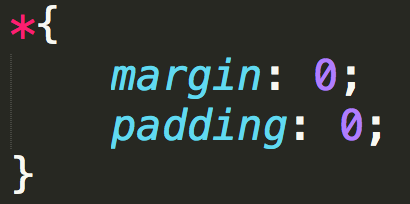 *{
margin: 0;
padding: 0;
}